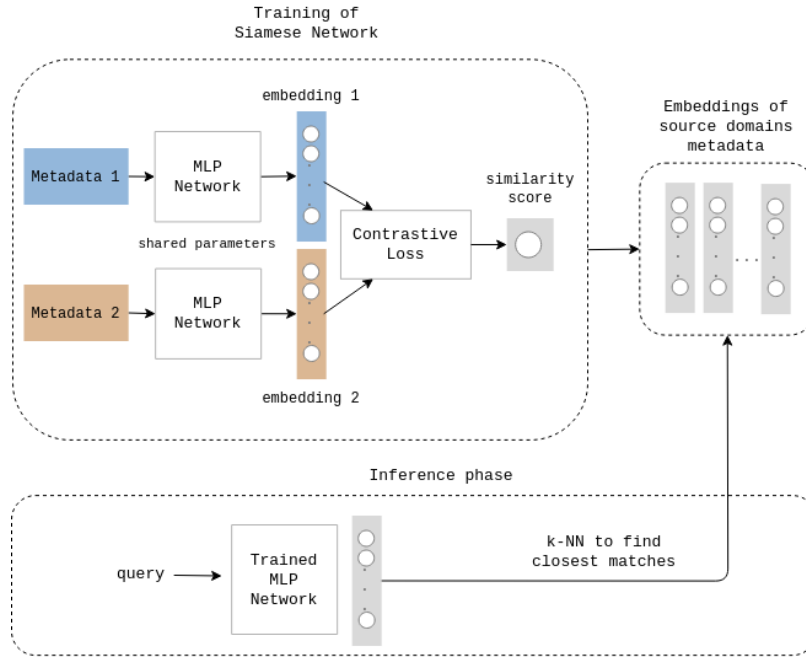 Training of
Siamese Network
embedding 1
Metadata 1
MLP
Network
shared parameters
Metadata 2
MLP
Network
embedding 2
Contrastive
Loss
similarity
score
Embeddings of
source domains
metadata
...
Inference phase
query
Trained
MLP
Network
k-NN to find
closest matches